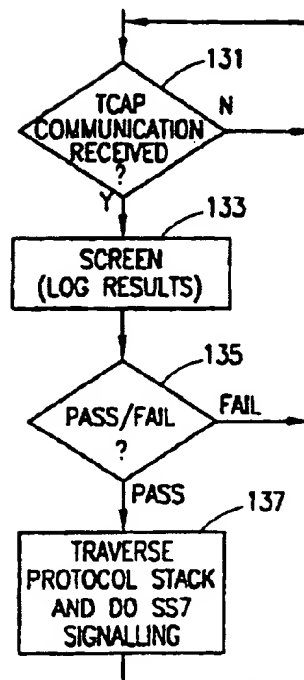 131
TCAP
COMMUNICATION
RECEIVED
?
N
Y
133
SCREEN
(LOG RESULTS)
135
PASS/FAIL
?
FAIL
PASS
137
TRAVERSE
PROTOCOL STACK
AND DO SS7
SIGNALLING